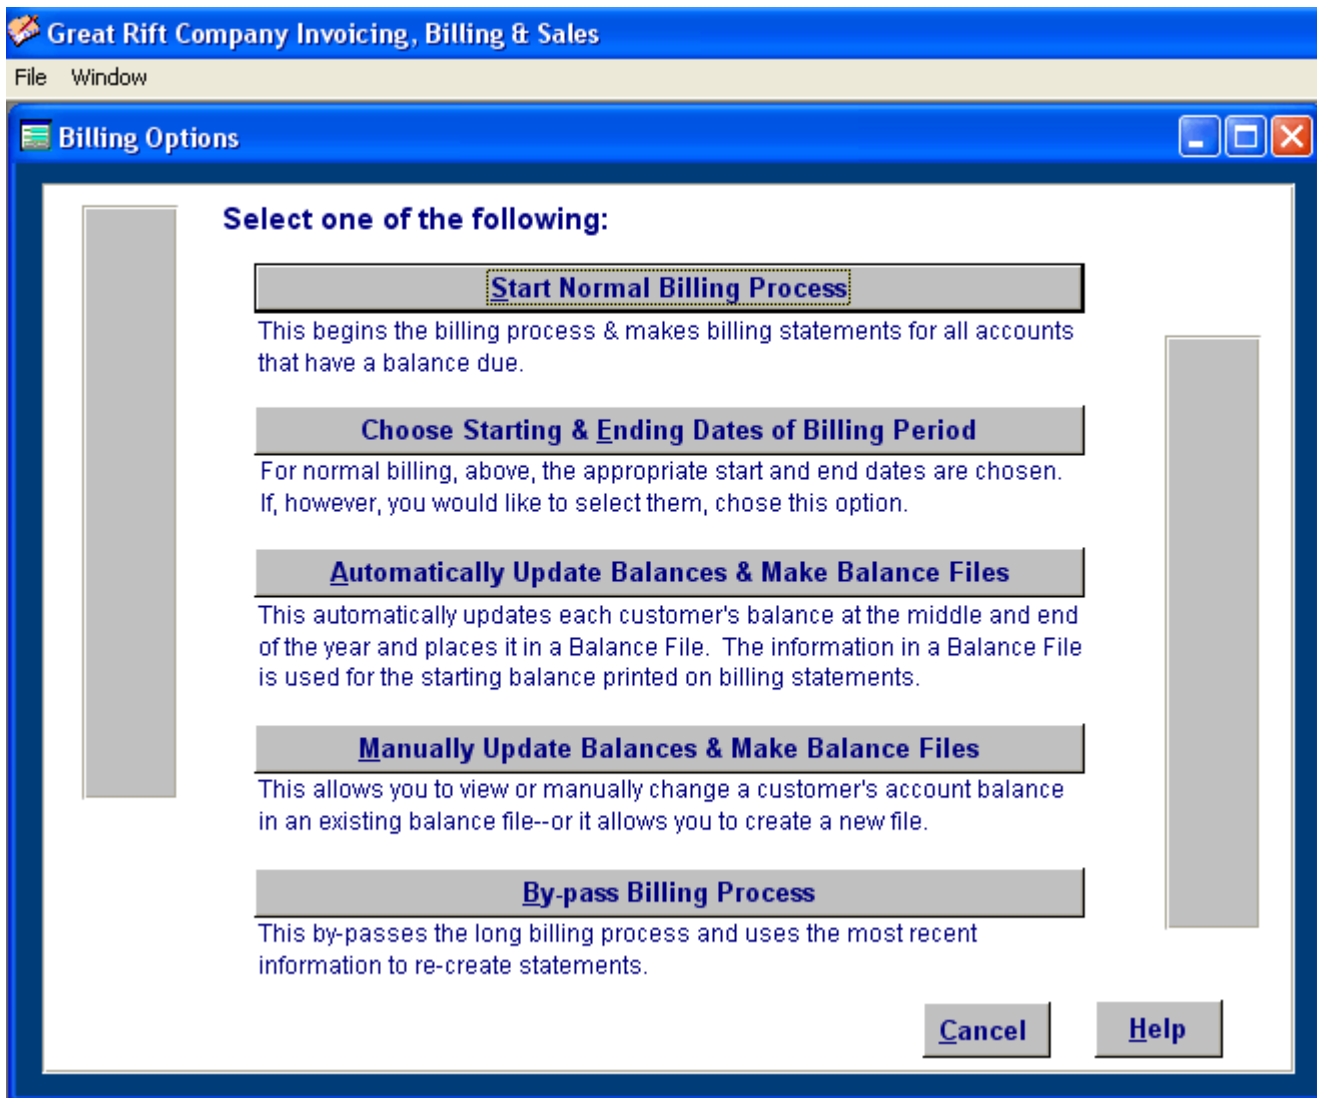 Great Rift Company Invoicing, Billing & Sales
File Window
Billing Options
Select one of the following:
Start Normal Billing Process
This begins the billing process & makes billing statements for all accounts
that have a balance due.
Choose Starting & Ending Dates of Billing Period
For normal billing, above, the appropriate start and end dates are chosen.
If, however, you would like to select them, chose this option.
Automatically Update Balances & Make Balance Files
This automatically updates each customer's balance at the middle and end
of the year and places it in a Balance File. The information in a Balance File
is used for the starting balance printed on billing statements.
Manually Update Balances & Make Balance Files
This allows you to view or manually change a customer's account balance
in an existing balance file--or it allows you to create a new file.
By-pass Billing Process
This by-passes the long billing process and uses the most recent
information to re-create statements.
Cancel Help